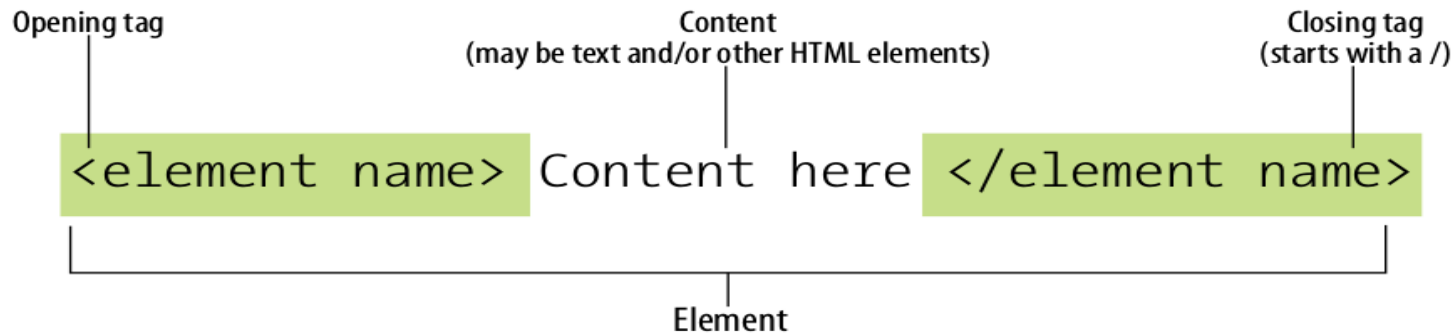 Opening tag
Content
(may be text and/or other HTML elements)
Closing tag
(starts with a /)
<element name> Content here </element name>
Element